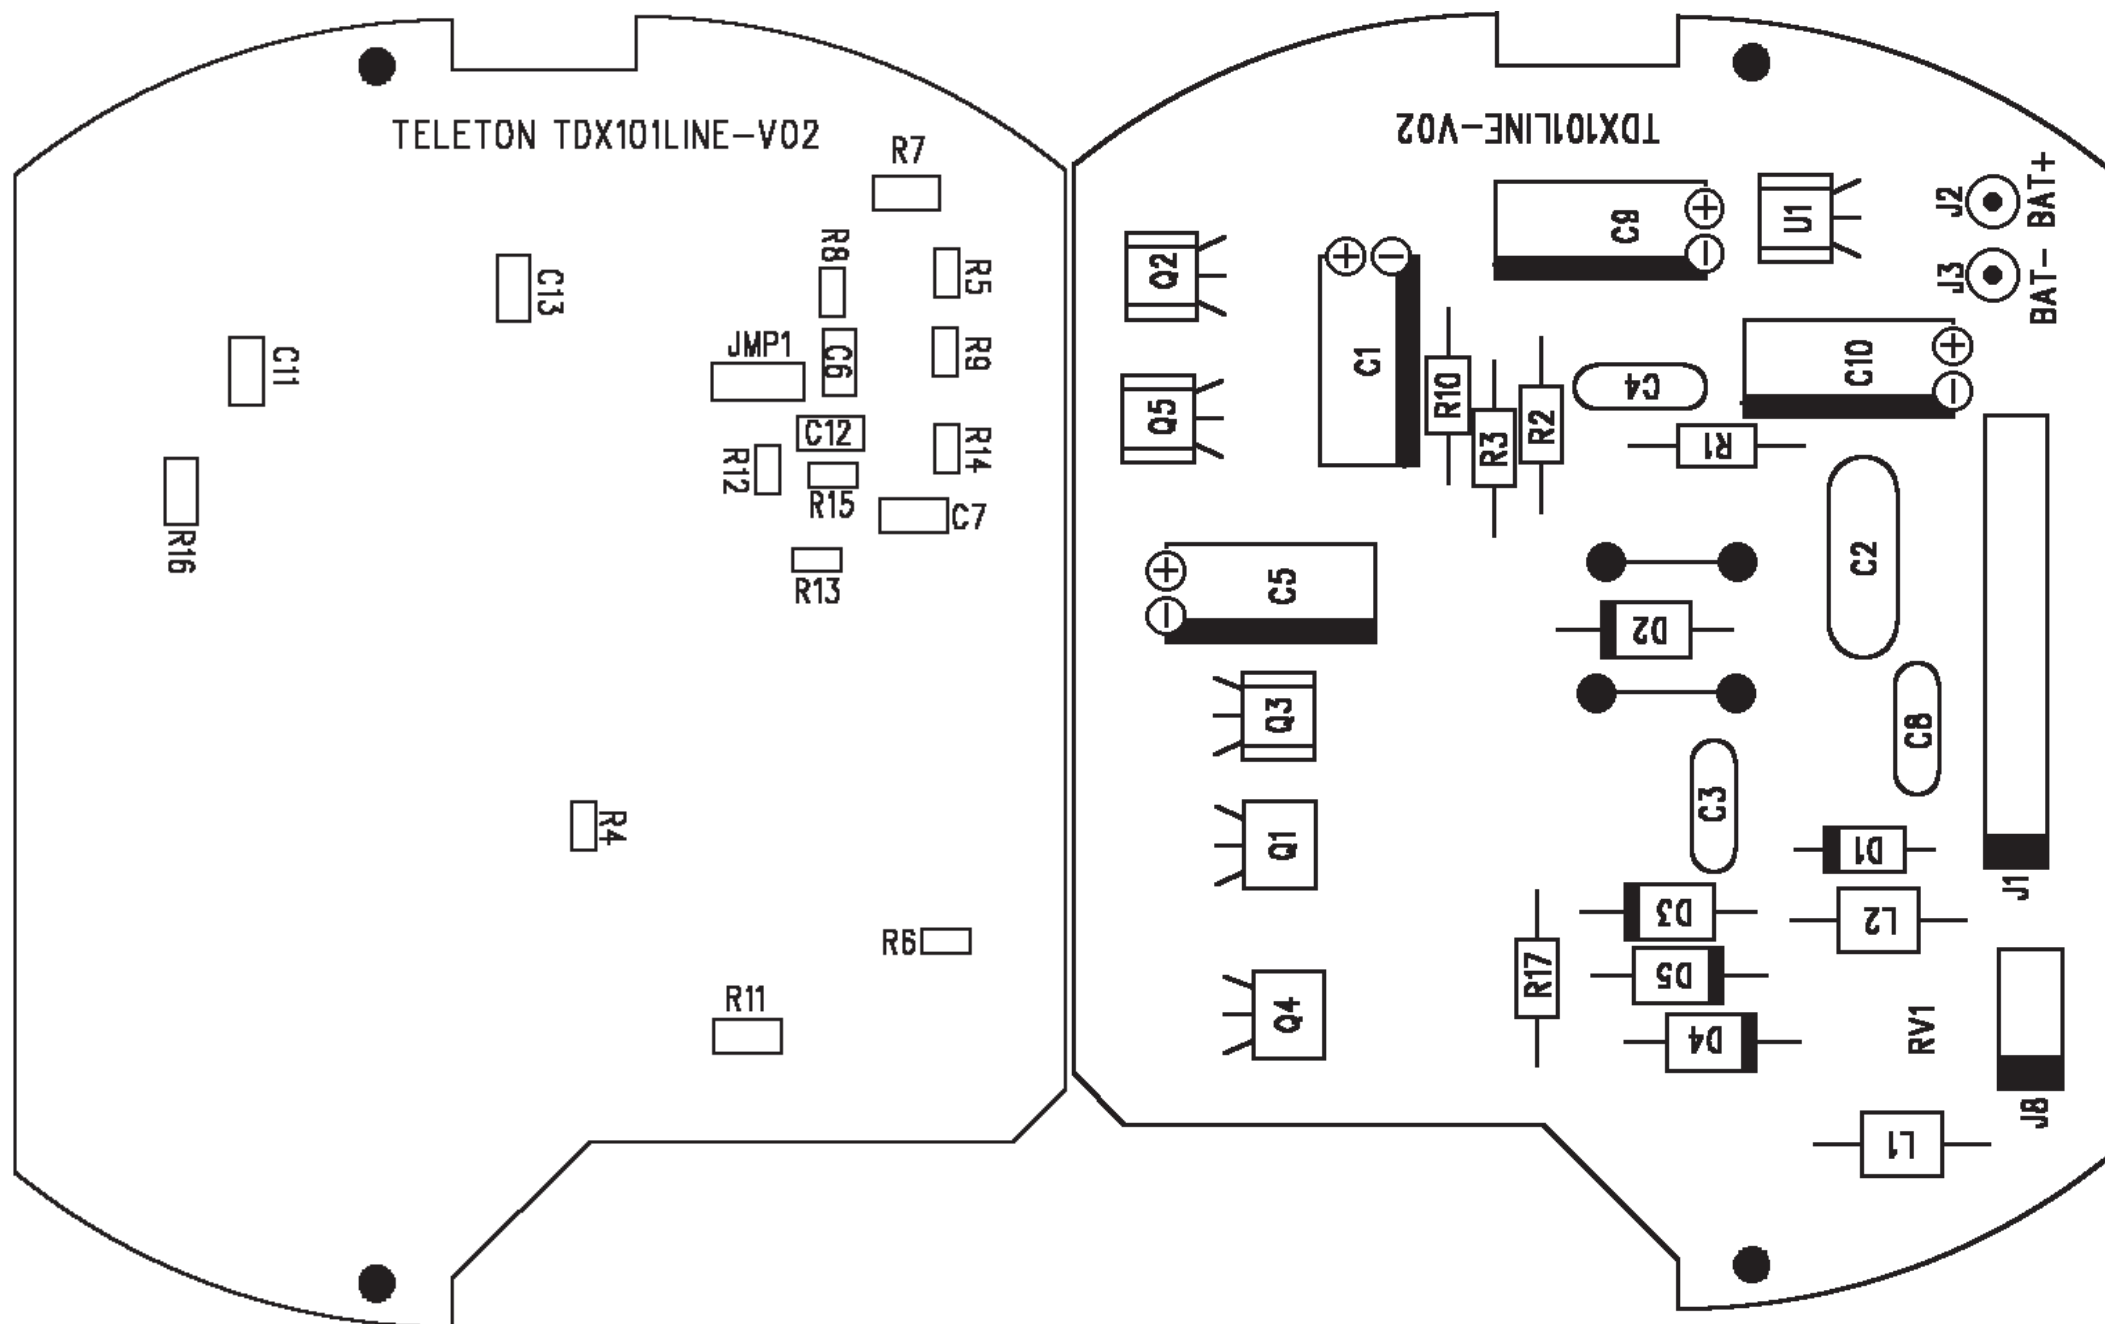 TELETON TDX101LINE-V02
R7
R8
R5
C13
JMP1
C6
R9
C11
C12
R14
R12
R15
C7
R16
R13
R4
R6
R11
TDX101LINE-V02
J2
BAT+
C9
U1
Q2
J3
BAT-
C1
C10
R10
C4
Q5
R3
R2
R1
C2
C5
D2
Q3
C8
C3
Q1
D1
J1
D3
L2
R17
D5
Q4
D4
RV1
J8
L1